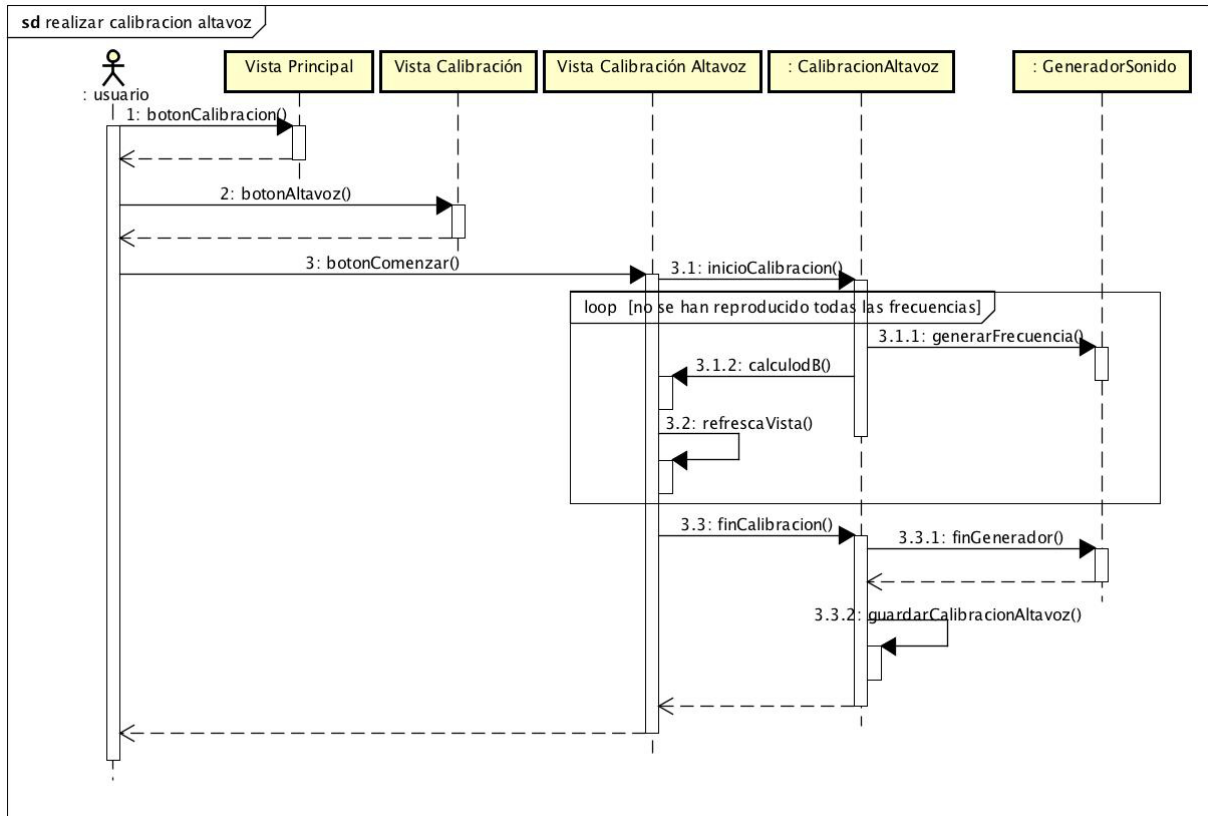 sd realizar calibracion altavoz
: usuario
Vista Principal
Vista Calibración
Vista Calibración Altavoz
: CalibracionAltavoz
: GeneradorSonido
1: botonCalibracion()
2: botonAltavoz()
3: botonComenzar()
3.1: inicioCalibracion()
loop [no se han reproducido todas las frecuencias]
3.1.1: generarFrecuencia()
3.1.2: calculodB()
3.2: refrescaVista()
3.3: finCalibracion()
3.3.1: finGenerador()
3.3.2: guardarCalibracionAltavoz()